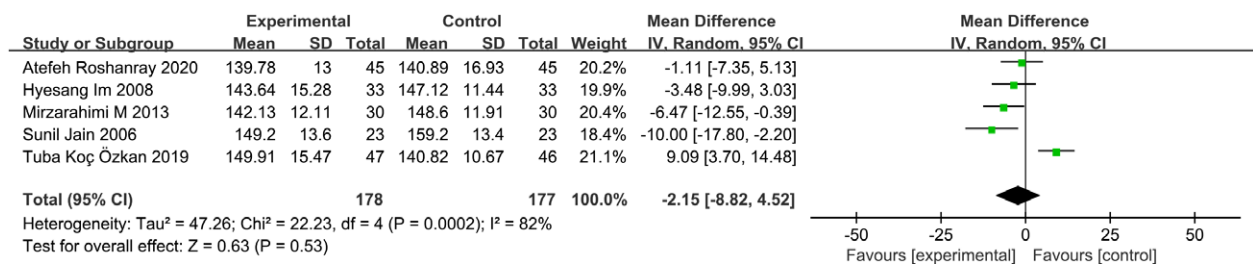 Experimental Control Mean Difference Mean Difference
Study or Subgroup Mean SD Total Mean SD Total Weight IV, Random, 95% CI IV, Random, 95% CI
Atefeh Roshanray 2020 139.78 13 45 140.89 16.93 45 20.2% -1.11 [-7.35, 5.13]
Hyesang Im 2008 143.64 15.28 33 147.12 11.44 33 19.9% -3.48 [-9.99, 3.03]
Mirzarahimi M 2013 142.13 12.11 30 148.6 11.91 30 20.4% -6.47 [-12.55, -0.39]
Sunil Jain 2006 149.2 13.6 23 159.2 13.4 23 18.4% -10.00 [-17.80, -2.20]
Tuba Koç Özkan 2019 149.91 15.47 47 140.82 10.67 46 21.1% 9.09 [3.70, 14.48]
Total (95% CI) 178 177 100.0% -2.15 [-8.82, 4.52]
Heterogeneity: Tau² = 47.26; Chi² = 22.23, df = 4 (P = 0.0002); I² = 82%
Test for overall effect: Z = 0.63 (P = 0.53)
-50 -25 0 25 50
Favours [experimental] Favours [control]